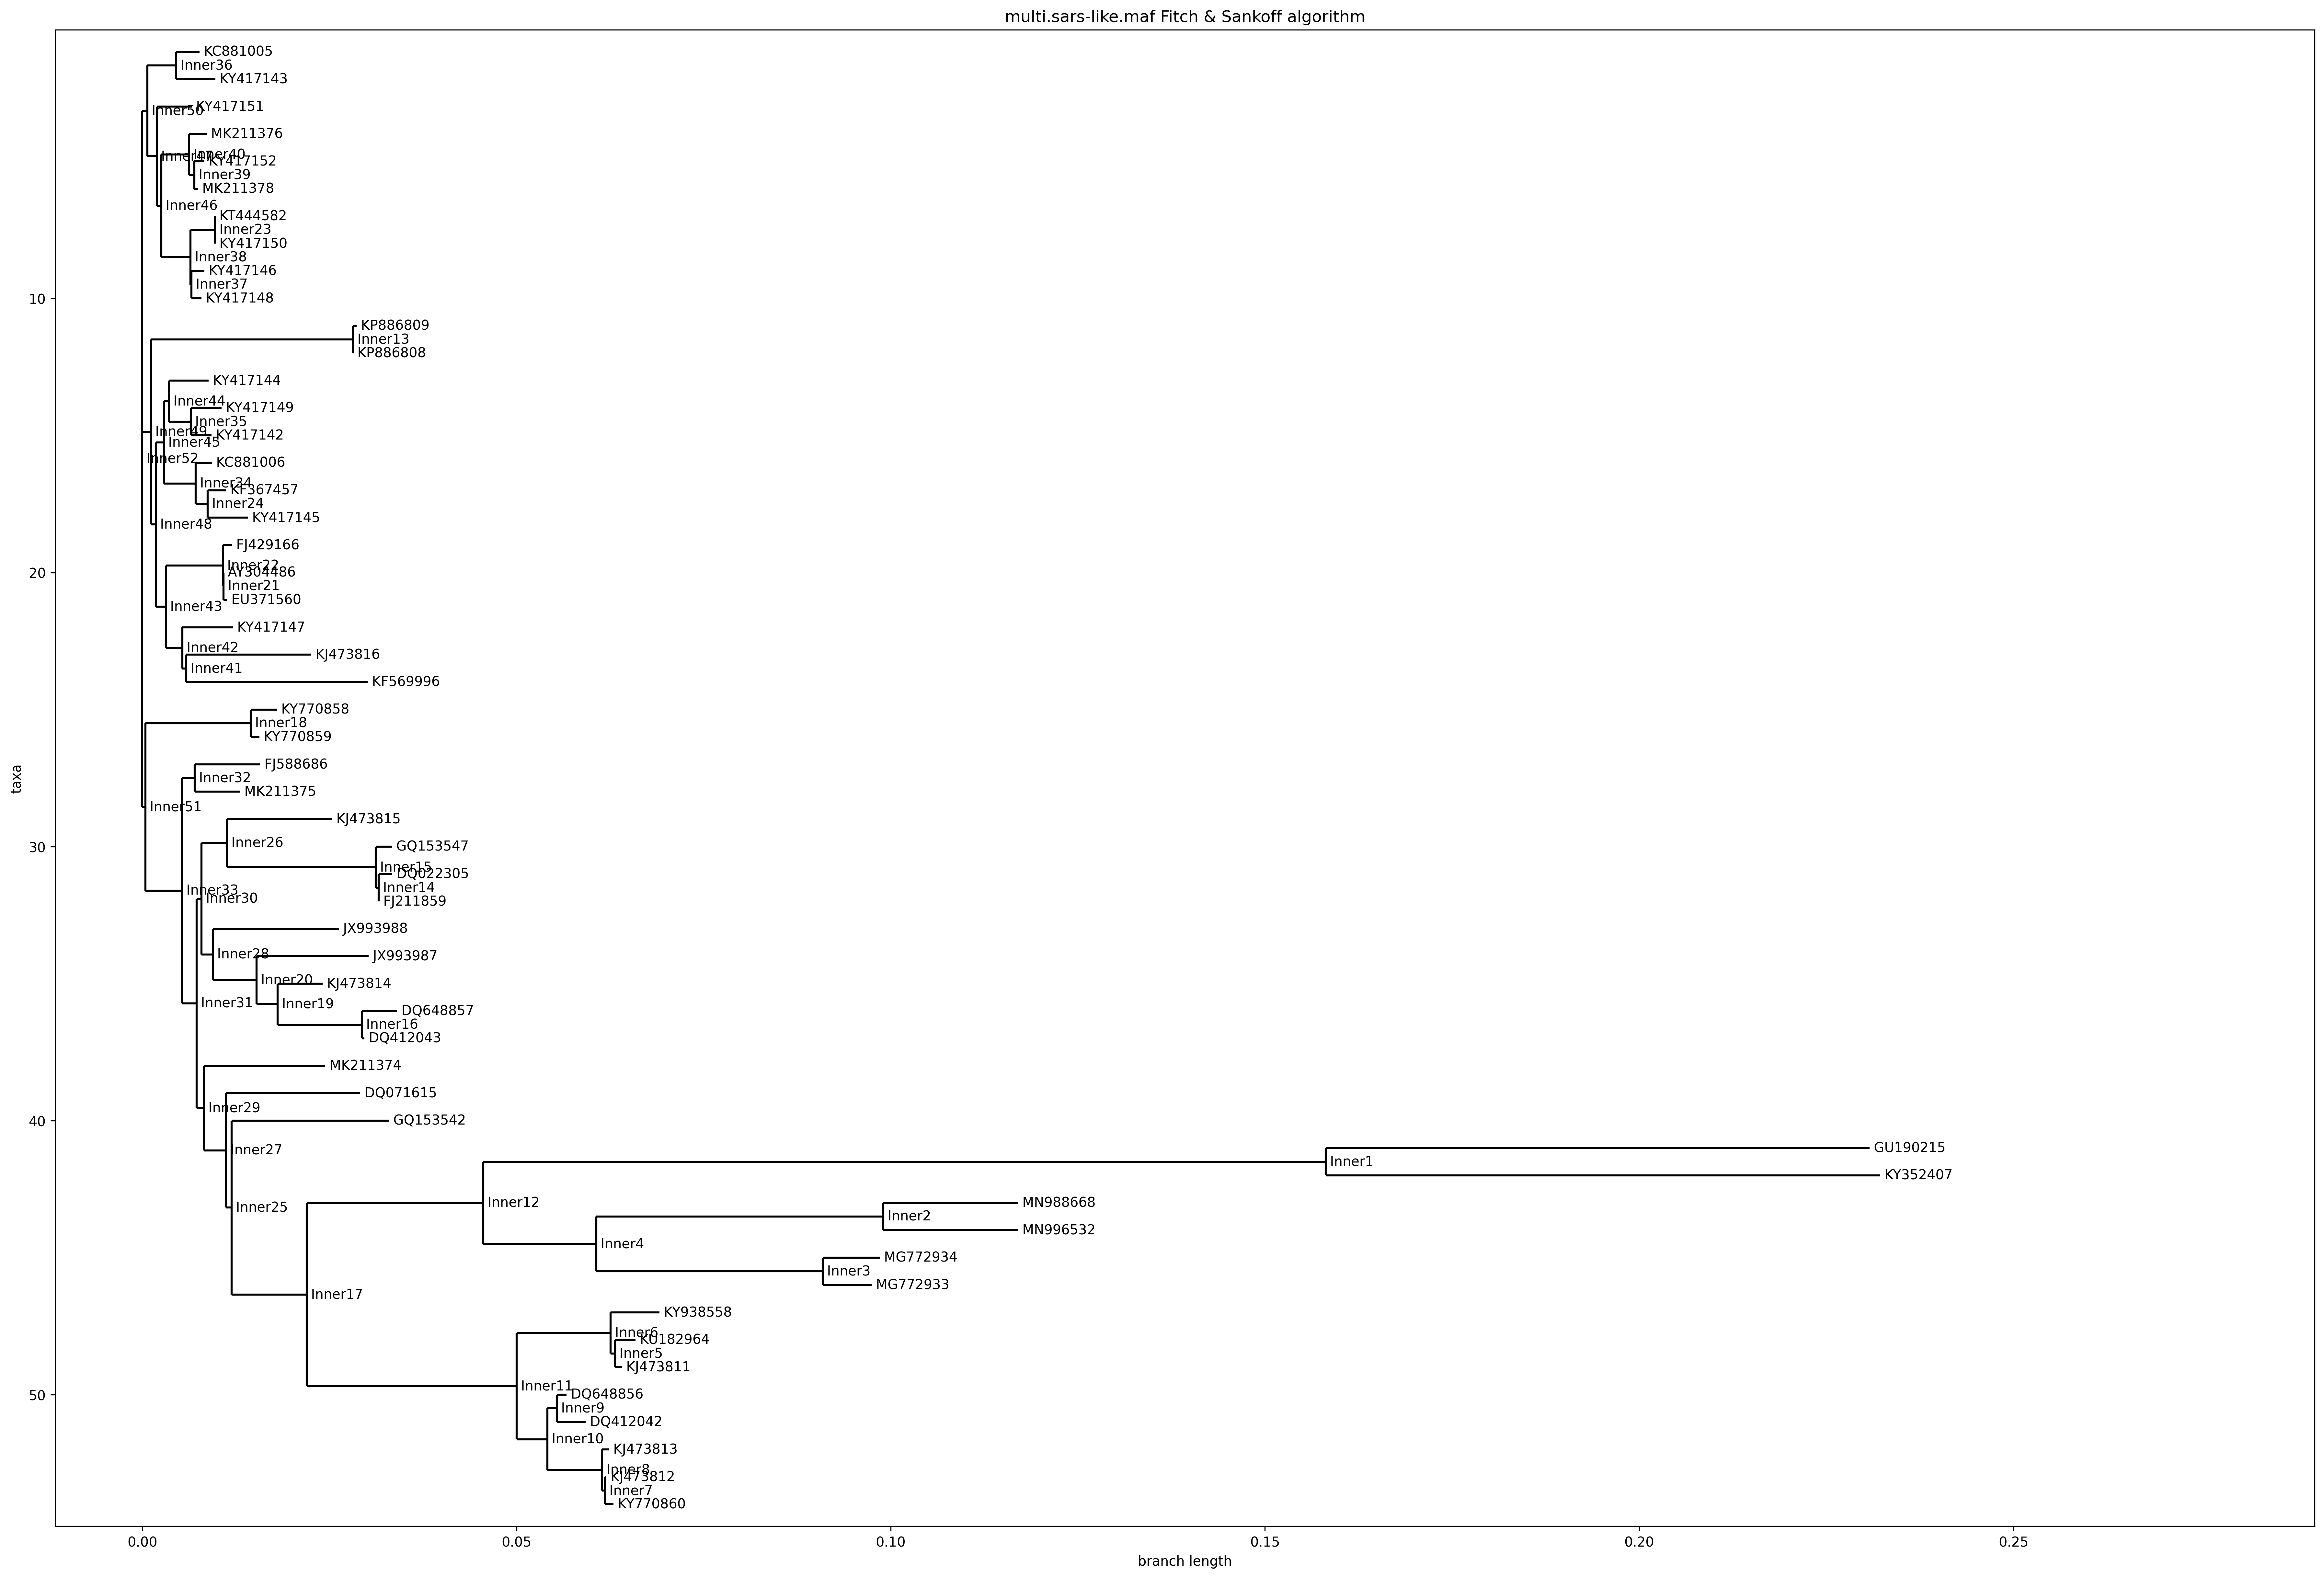 multi.sars-like.maf Fitch & Sankoff algorithm
KC881005
Inner36
KY417143
KY417151
Inner50
MK211376
Inner40
Inner47
KY417152
Inner39
MK211378
Inner46
KT444582
Inner23
KY417150
Inner38
KY417146
Inner37
KY417148
10
KP886809
Inner13
KP886808
KY417144
Inner44
KY417149
Inner35
Inner49
KY417142
Inner45
Inner52
KC881006
Inner34
KF367457
Inner24
KY417145
Inner48
FJ429166
Inner22
AY304486
20
Inner21
EU371560
Inner43
KY417147
Inner42
KJ473816
Inner41
KF569996
KY770858
Inner18
KY770859
FJ588686
Inner32
taxa
MK211375
Inner51
KJ473815
Inner26
GQ153547
30
Inner15
DQ022305
Inner14
Inner33
Inner30
FJ211859
JX993988
Inner28
JX993987
Inner20
KJ473814
Inner31
Inner19
DQ648857
Inner16
DQ412043
MK211374
DQ071615
Inner29
GQ153542
40
GU190215
Inner27
Inner1
KY352407
MN988668
Inner12
Inner25
Inner2
MN996532
Inner4
MG772934
Inner3
MG772933
Inner17
KY938558
Inner6
KU182964
Inner5
KJ473811
Inner11
DQ648856
50
Inner9
DQ412042
Inner10
KJ473813
Inner8
KJ473812
Inner7
KY770860
0.00 0.05 0.10 0.15 0.20 0.25
branch length